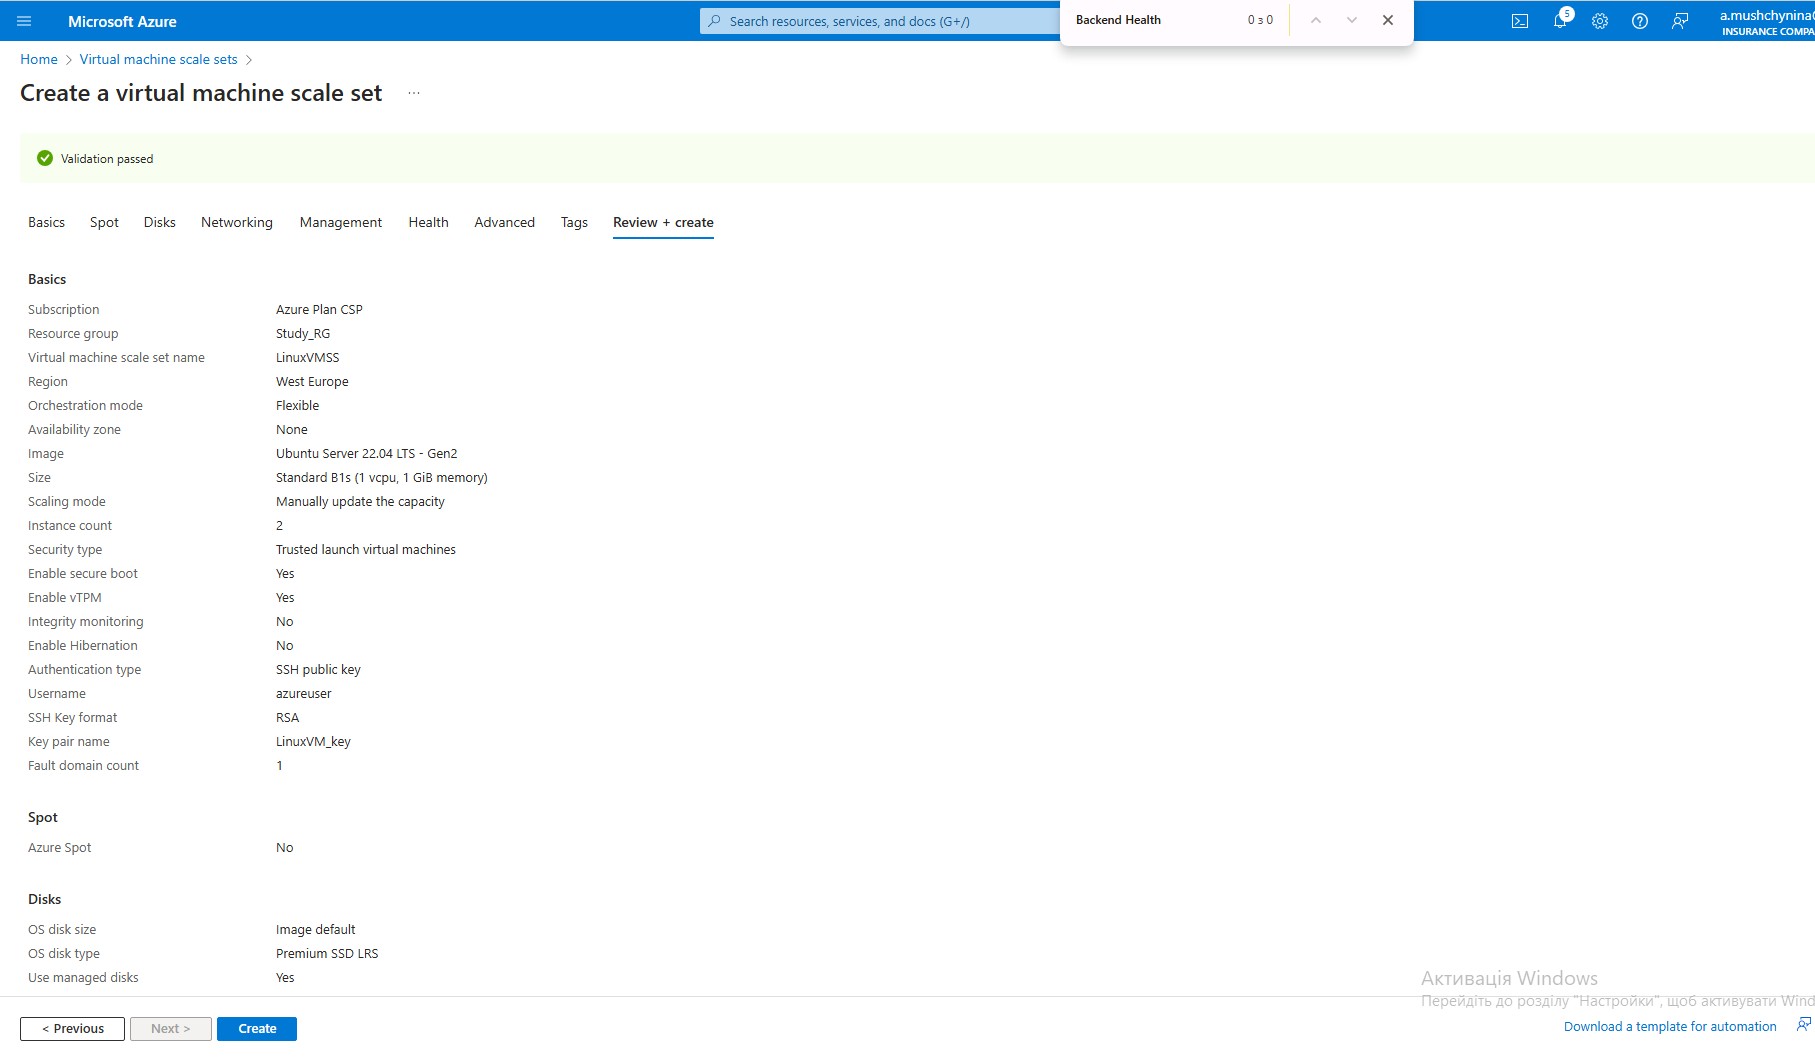 Microsoft Azure
Search resources, services, and docs (G+/)
Backend Health
0 з 0
5
a.mushchynina@
INSURANCE COMPA
Home > Virtual machine scale sets >
Create a virtual machine scale set ...
Validation passed
Basics Spot Disks Networking Management Health Advanced Tags Review + create
Basics
Subscription Azure Plan CSP
Resource group Study_RG
Virtual machine scale set name LinuxVMSS
Region West Europe
Orchestration mode Flexible
Availability zone None
Image Ubuntu Server 22.04 LTS - Gen2
Size Standard B1s (1 vcpu, 1 GiB memory)
Scaling mode Manually update the capacity
Instance count 2
Security type Trusted launch virtual machines
Enable secure boot Yes
Enable vTPM Yes
Integrity monitoring No
Enable Hibernation No
Authentication type SSH public key
Username azureuser
SSH Key format RSA
Key pair name LinuxVM_key
Fault domain count 1
Spot
Azure Spot No
Disks
OS disk size Image default
OS disk type Premium SSD LRS
Use managed disks Yes
Активація Windows
Перейдіть до розділу "Настройки", щоб активувати Wind
< Previous Next > Create
Download a template for automation